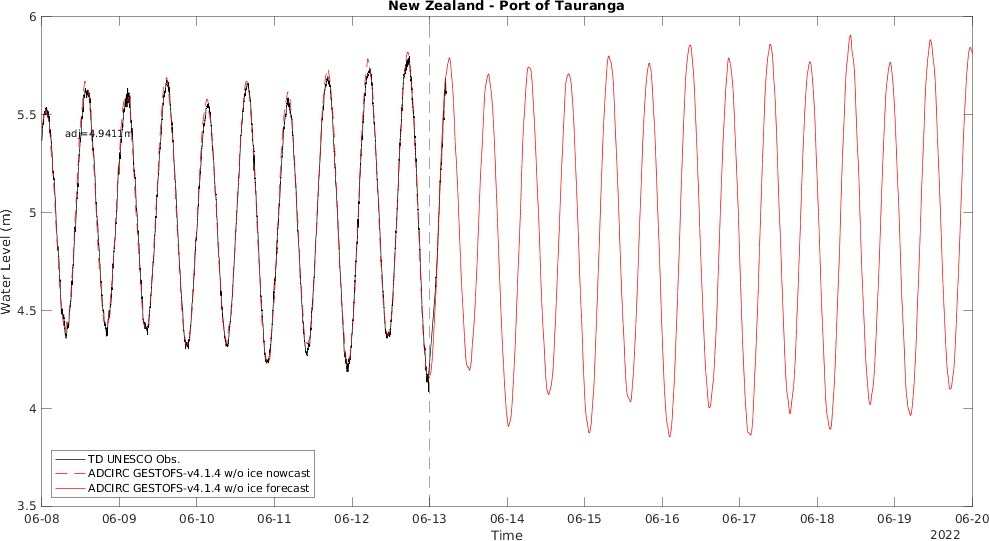 New Zealand - Port of Tauranga
6
5.5
5
4.5
4
3.5
Water Level (m)
adj=4.9411m
TD UNESCO Obs.
ADCIRC GESTOFS-v4.1.4 w/o ice nowcast
ADCIRC GESTOFS-v4.1.4 w/o ice forecast
06-08 06-09 06-10 06-11 06-12 06-13 06-14 06-15 06-16 06-17 06-18 06-19 06-20
Time
2022